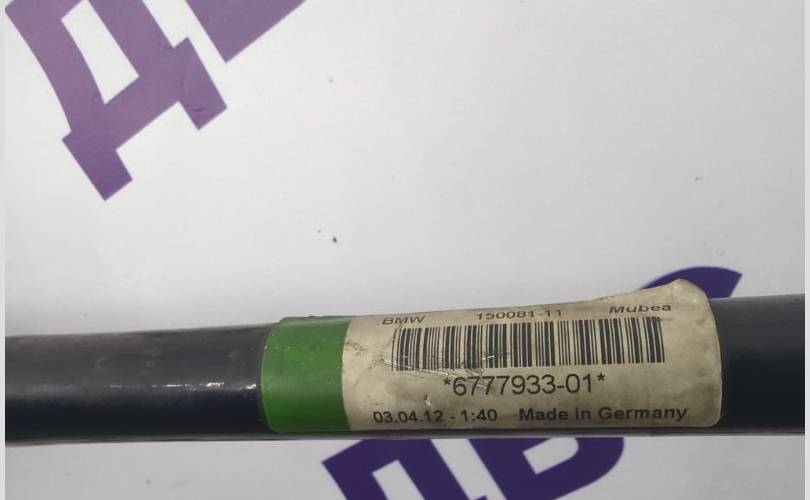 BMW 150081-11 Mubea
*6777933-01*
03.04.12 - 1:40 Made in Germany